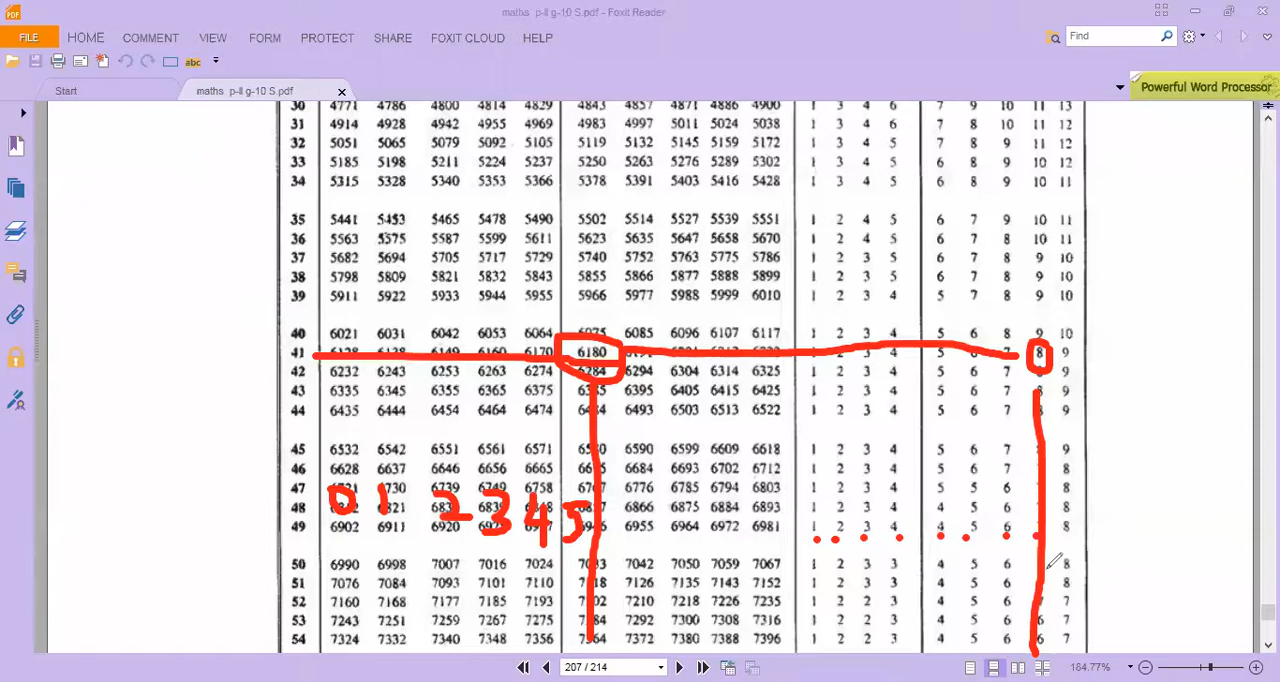 maths p-ll g-10 S.pdf - Foxit Reader
FILE HOME COMMENT VIEW FORM PROTECT SHARE FOXIT CLOUD HELP Find
abc
Start maths p-ll g-10 S.pdf Powerful Word Processor
30 4771 4786 4800 4814 4829 4843 4857 4871 4886 4900 1 3 4 6 7 9 10 11 13
31 4914 4928 4942 4955 4969 4983 4997 5011 5024 5038 1 3 4 6 7 8 10 11 12
32 5051 5065 5079 5092 5105 5119 5132 5145 5159 5172 1 3 4 5 7 8 9 11 12
33 5185 5198 5211 5224 5237 5250 5263 5276 5289 5302 1 3 4 5 6 8 9 10 12
34 5315 5328 5340 5353 5366 5378 5391 5403 5416 5428 1 3 4 5 6 8 9 10 11
35 5441 5453 5465 5478 5490 5502 5514 5527 5539 5551 1 2 4 5 6 7 9 10 11
36 5563 5575 5587 5599 5611 5623 5635 5647 5658 5670 1 2 4 5 6 7 8 10 11
37 5682 5694 5705 5717 5729 5740 5752 5763 5775 5786 1 2 3 5 6 7 8 9 10
38 5798 5809 5821 5832 5843 5855 5866 5877 5888 5899 1 2 3 5 6 7 8 9 10
39 5911 5922 5933 5944 5955 5966 5977 5988 5999 6010 1 2 3 4 5 7 8 9 10
40 6021 6031 6042 6053 6064 6075 6085 6096 6107 6117 1 2 3 4 5 6 8 9 10
41 6149 6160 6170 6180 4 5 6 7 8 9
42 6232 6243 6253 6263 6274 6284 6294 6304 6314 6325 1 2 3 4 5 6 7 9
43 6335 6345 6355 6365 6375 6395 6405 6415 6425 1 2 3 4 5 6 7 8 9
44 6435 6444 6454 6464 6474 6493 6503 6513 6522 1 2 3 4 5 6 7 8 9
45 6532 6542 6551 6561 6571 6590 6599 6609 6618 1 2 3 4 5 6 7 9
46 6628 6637 6646 6656 6665 6684 6693 6702 6712 1 2 3 4 5 6 7 8
47 6730 6739 6749 6758 6776 6785 6794 6803 1 2 3 4 5 5 6 8
0 1 2 3 4 5
48 6866 6875 6884 6893 1 2 3 4 4 5 6 8
49 6902 6911 6920 6955 6964 6972 6981 1 2 3 4 4 5 6 8
50 6990 6998 7007 7016 7024 7042 7050 7059 7067 1 2 3 3 4 5 6 8
51 7076 7084 7093 7101 7110 7126 7135 7143 7152 1 2 3 3 4 5 6 8
52 7160 7168 7177 7185 7193 7210 7218 7226 7235 1 2 2 3 4 5 6 7
53 7243 7251 7259 7267 7275 7292 7300 7308 7316 1 2 2 3 4 5 6 6 7
54 7324 7332 7340 7348 7356 7372 7380 7388 7396 1 2 2 3 4 5 6 6 7
207 / 214 184.77%